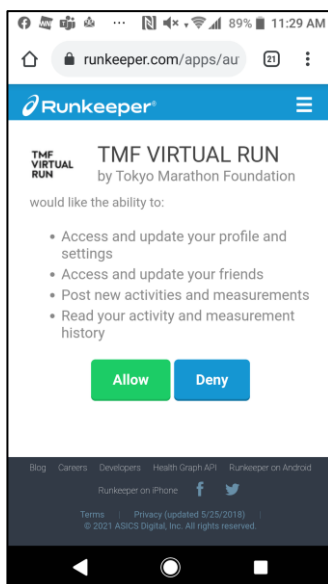 89% 11:29 AM
runkeeper.com/apps/au
21
Runkeeper
TMF
VIRTUAL
RUN
TMF VIRTUAL RUN
by Tokyo Marathon Foundation
would like the ability to:
• Access and update your profile and
settings
• Access and update your friends
• Post new activities and measurements
• Read your activity and measurement
history
Allow Deny
Blog Careers Developers Health Graph API Runkeeper on Android
Runkeeper on iPhone
Terms | Privacy (updated 5/25/2018) |
© 2021 ASICS Digital, Inc. All rights reserved.